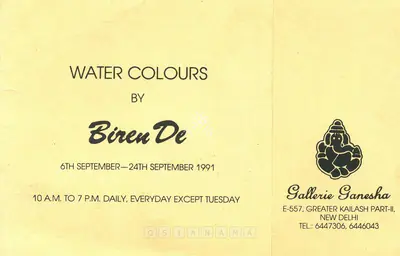 WATER COLOURS
BY
Biren De
6TH SEPTEMBER—24TH SEPTEMBER 1991
10 A.M. TO 7 P.M. DAILY, EVERYDAY EXCEPT TUESDAY
Gallerie Ganesha
E-557, GREATER KAILASH PART-II,
NEW DELHI
TEL.: 6447306, 6446043
OSEANAMA